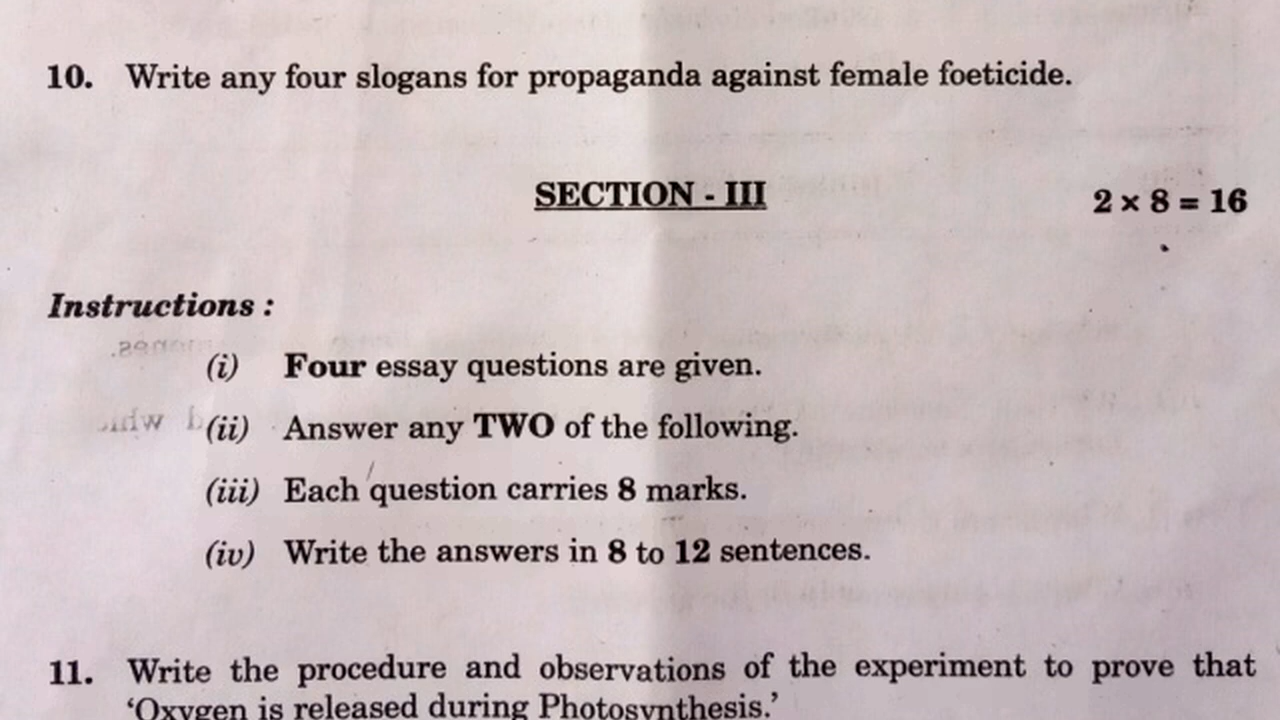 10. Write any four slogans for propaganda against female foeticide.
SECTION - III
2 × 8 = 16
Instructions :
(i) Four essay questions are given.
(ii) Answer any TWO of the following.
(iii) Each question carries 8 marks.
(iv) Write the answers in 8 to 12 sentences.
11. Write the procedure and observations of the experiment to prove that
‘Oxygen is released during Photosynthesis.’